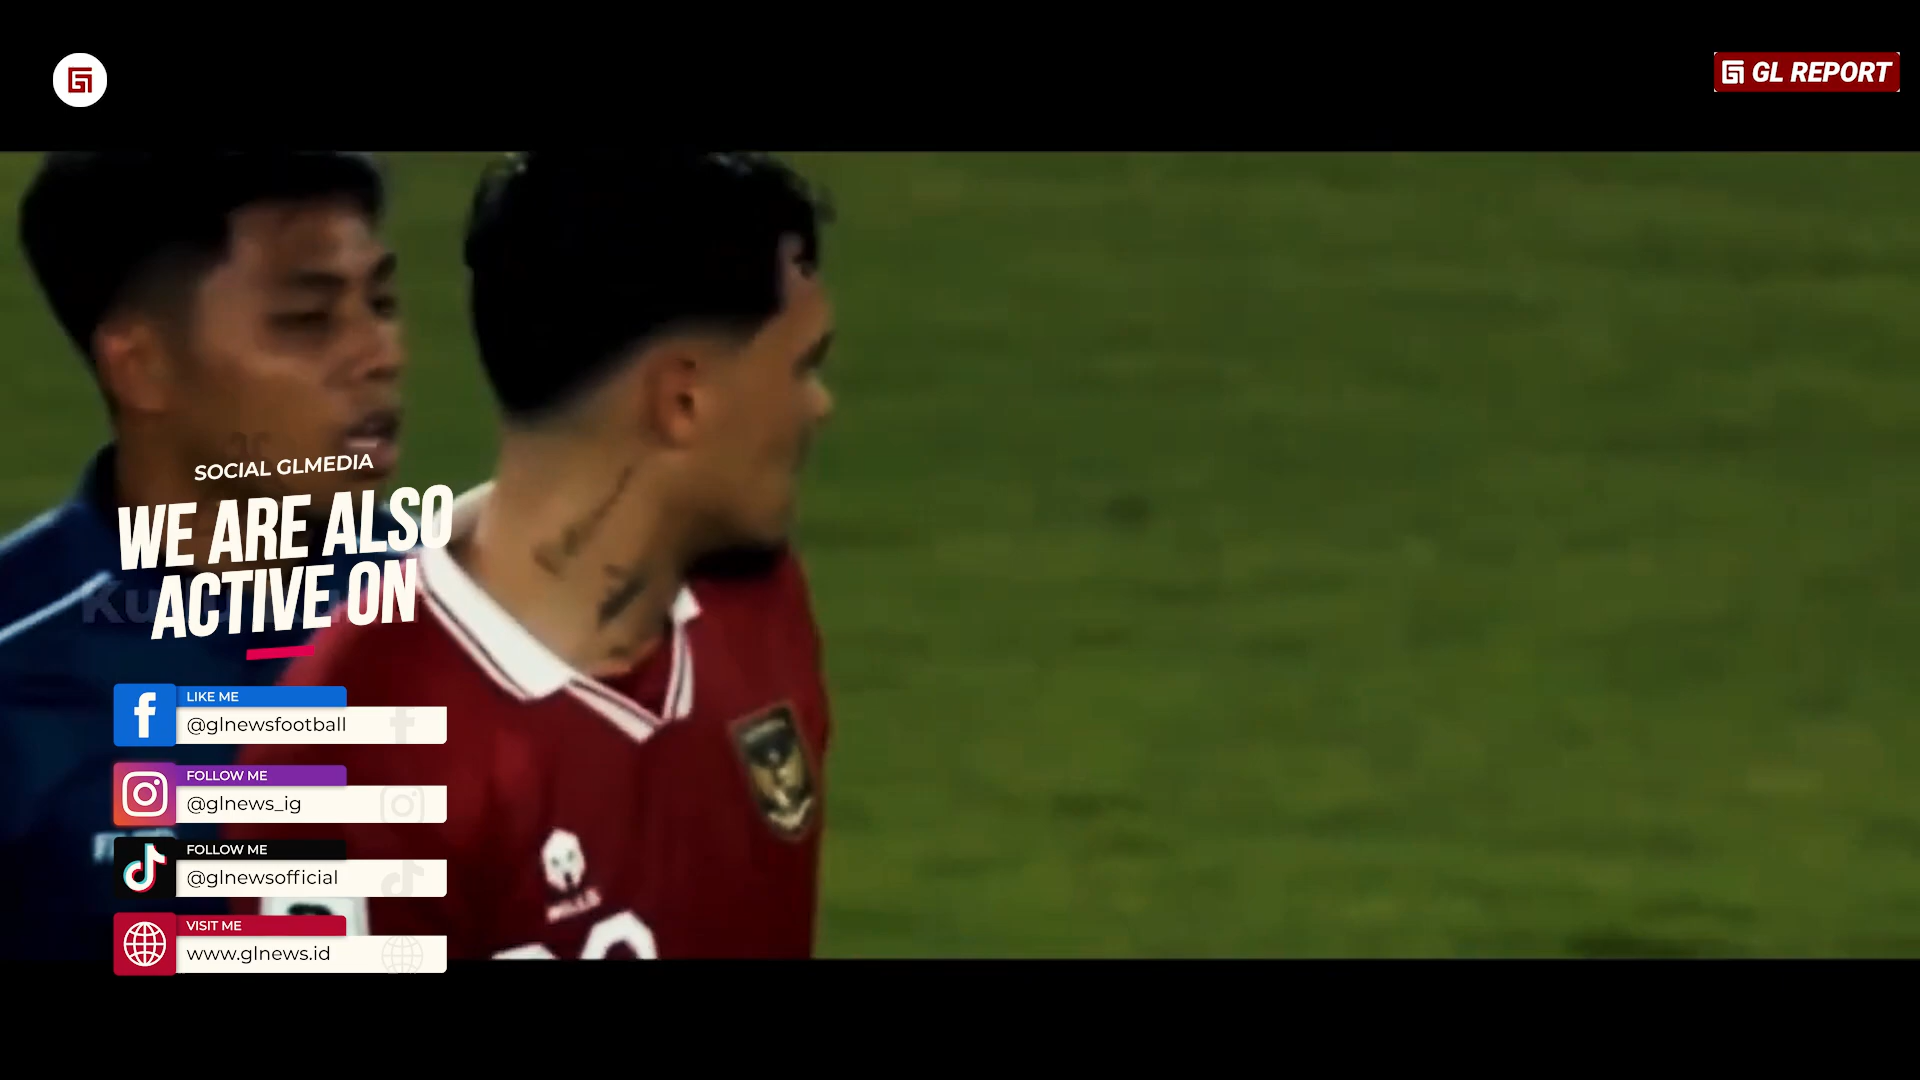 GL REPORT
SOCIAL GLMEDIA
WE ARE ALSO
ACTIVE ON
LIKE ME
@glnewsfootball
FOLLOW ME
@glnews_ig
FOLLOW ME
@glnewsofficial
VISIT ME
www.glnews.id
MILLS